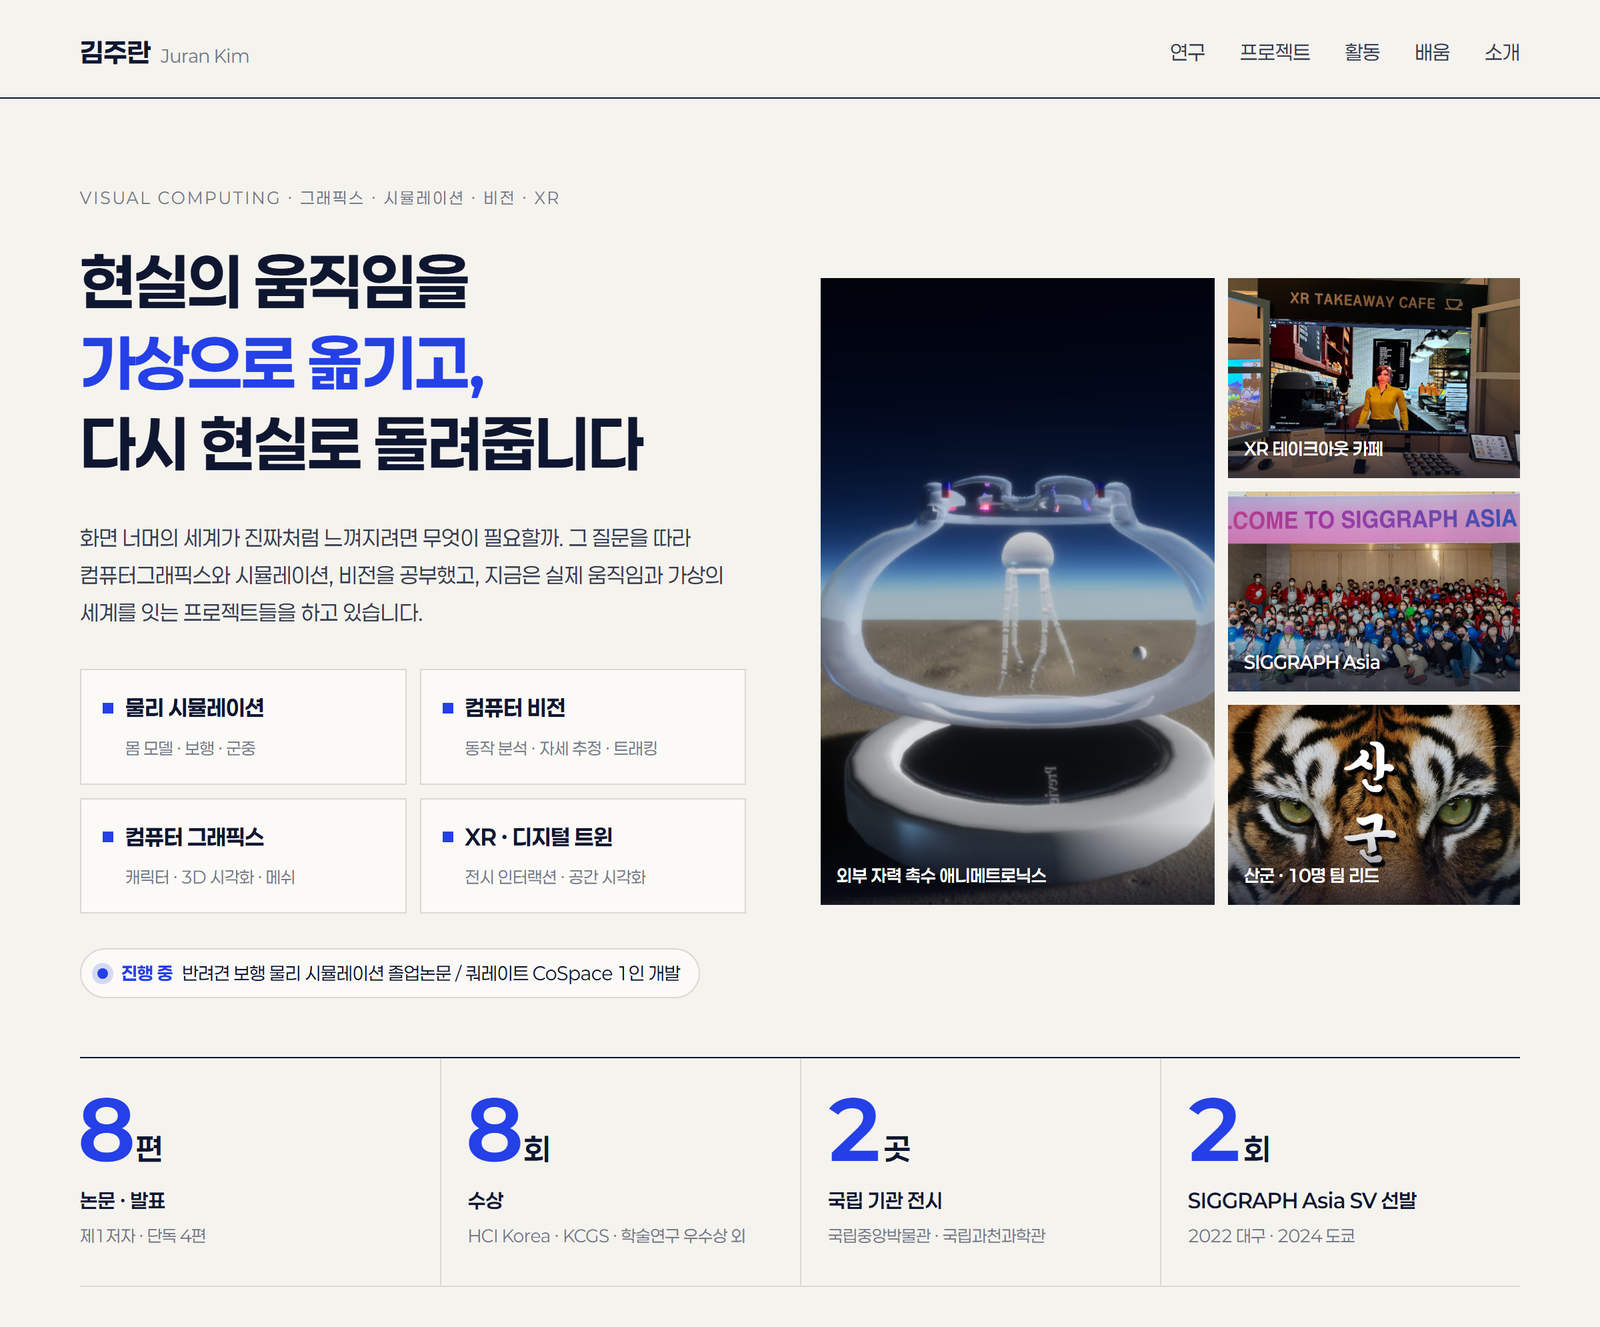 김주란 Juran Kim
연구 프로젝트 활동 배움 소개
VISUAL COMPUTING · 그래픽스 · 시뮬레이션 · 비전 · XR
현실의 움직임을
가상으로 옮기고,
다시 현실로 돌려줍니다
화면 너머의 세계가 진짜처럼 느껴지려면 무엇이 필요할까. 그 질문을 따라
컴퓨터그래픽스와 시뮬레이션, 비전을 공부했고, 지금은 실제 움직임과 가상의
세계를 잇는 프로젝트들을 하고 있습니다.
물리 시뮬레이션
몸 모델 · 보행 · 군중
컴퓨터 비전
동작 분석 · 자세 추정 · 트래킹
컴퓨터 그래픽스
캐릭터 · 3D 시각화 · 메쉬
XR · 디지털 트윈
전시 인터랙션 · 공간 시각화
진행 중 반려견 보행 물리 시뮬레이션 졸업논문 / 쿼레이트 CoSpace 1인 개발
Previe
외부 자력 촉수 애니메트로닉스
XR TAKEAWAY CAFE
XR 테이크아웃 카페
COME TO SIGGRAPH ASIA
SIGGRAPH Asia
산
군
산군 · 10명 팀 리드
8편
논문 · 발표
제1저자 · 단독 4편
8회
수상
HCI Korea · KCGS · 학술연구 우수상 외
2곳
국립 기관 전시
국립중앙박물관 · 국립과천과학관
2회
SIGGRAPH Asia SV 선발
2022 대구 · 2024 도쿄